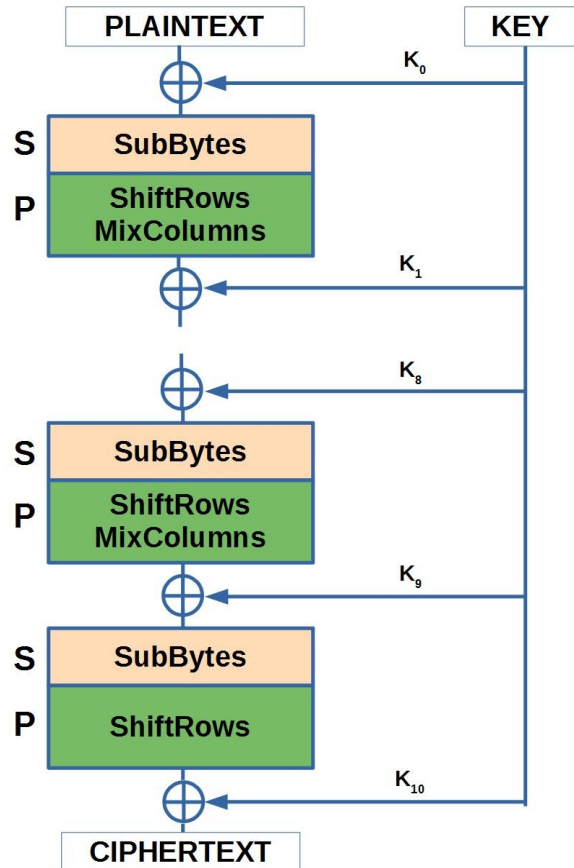 PLAINTEXT
KEY
K0
S
SubBytes
P
ShiftRows
MixColumns
K1
K8
S
SubBytes
P
ShiftRows
MixColumns
K9
S
SubBytes
P
ShiftRows
K10
CIPHERTEXT